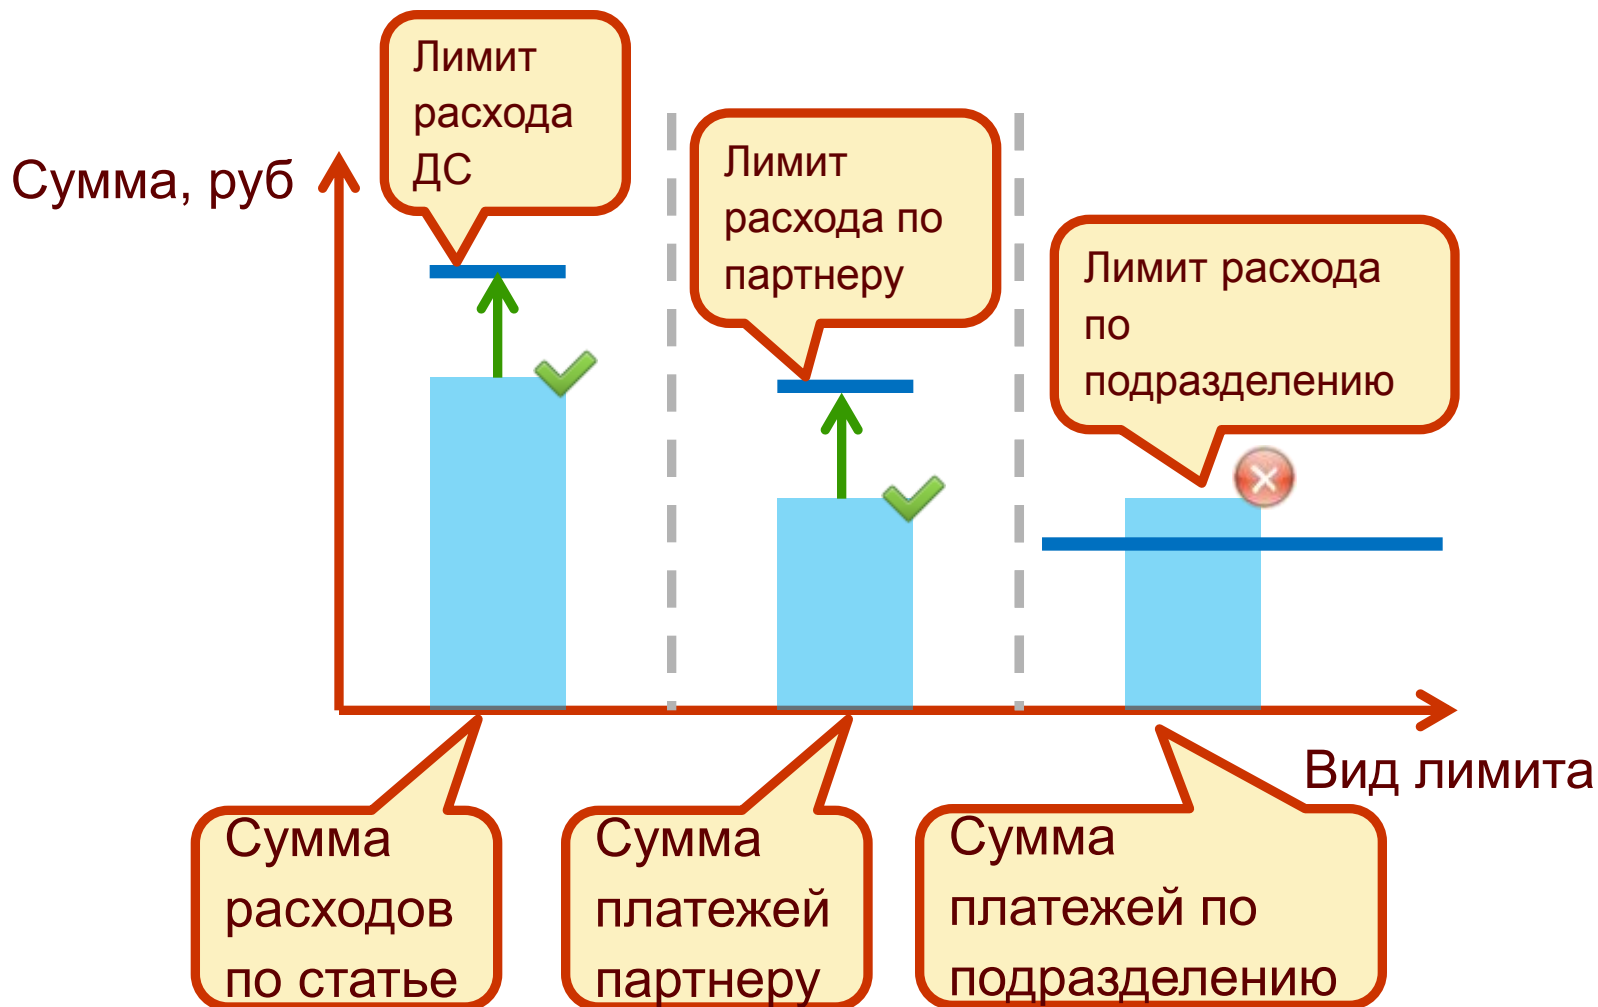 Лимит
расхода
ДС
Сумма, руб
Лимит
расхода по
партнеру
Лимит расхода
по
подразделению
Вид лимита
Сумма
расходов
по статье
Сумма
платежей
партнеру
Сумма
платежей по
подразделению